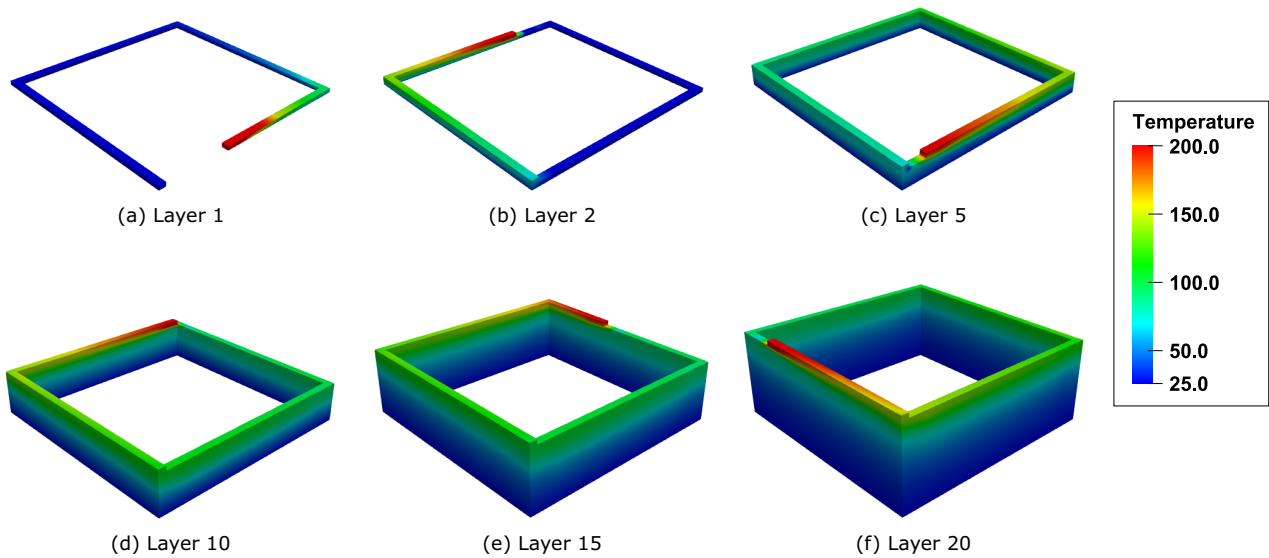 (a) Layer 1
(b) Layer 2
(c) Layer 5
Temperature
200.0
150.0
100.0
50.0
25.0
(d) Layer 10
(e) Layer 15
(f) Layer 20